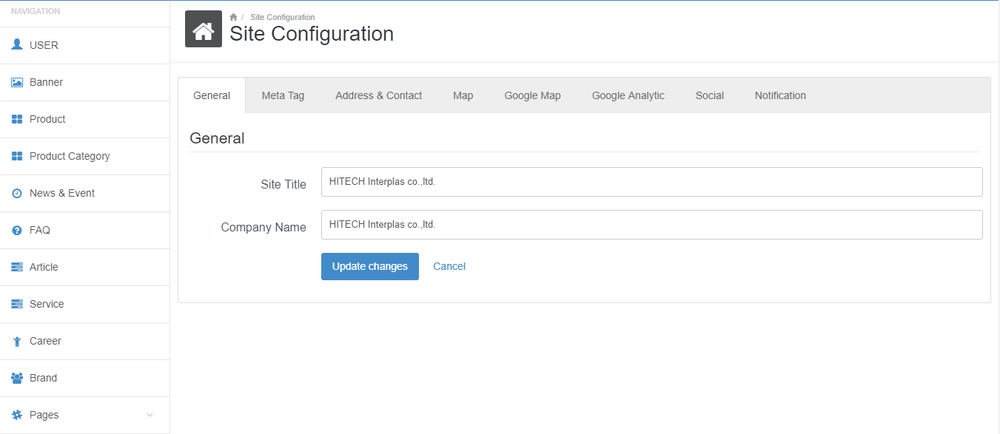 NAVIGATION
USER
Banner
Product
Product Category
News & Event
FAQ
Article
Service
Career
Brand
Pages
/ Site Configuration
Site Configuration
General Meta Tag Address & Contact Map Google Map Google Analytic Social Notification
General
Site Title HITECH Interplas co.,ltd.
Company Name HITECH Interplas co.,ltd.
Update changes Cancel